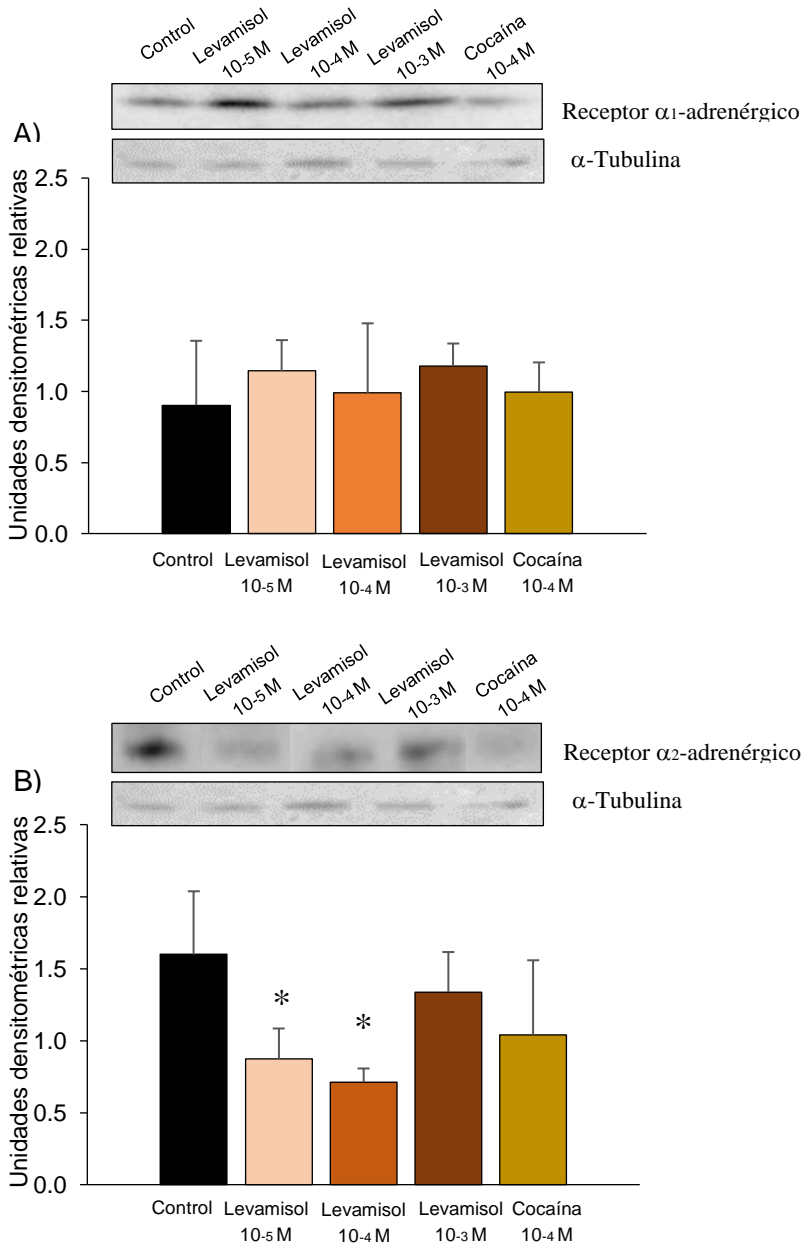 Control
Levamisol
10-5 M
Levamisol
10-4 M
Levamisol
10-3 M
Cocaína
10-4 M
Receptor α1-adrenérgico
A)
α-Tubulina
Unidades densitométricas relativas
2.5
2.0
1.5
1.0
0.5
0.0
Control
Levamisol
10-5 M
Levamisol
10-4 M
Levamisol
10-3 M
Cocaína
10-4 M
Control
Levamisol
10-5 M
Levamisol
10-4 M
Levamisol
10-3 M
Cocaína
10-4 M
Receptor α2-adrenérgico
B)
α-Tubulina
Unidades densitométricas relativas
2.5
2.0
1.5
1.0
0.5
0.0
*
*
Control
Levamisol
10-5 M
Levamisol
10-4 M
Levamisol
10-3 M
Cocaína
10-4 M